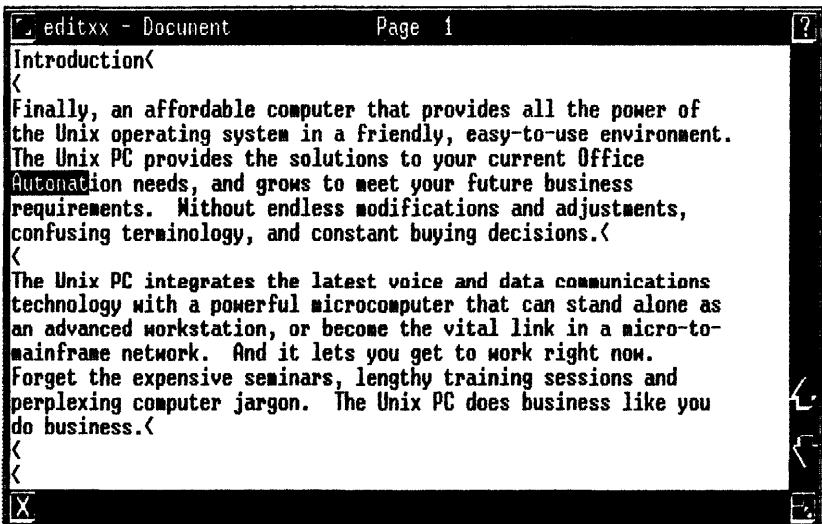 editxx - Document Page 1 ?
Introduction<
<
Finally, an affordable computer that provides all the power of
the Unix operating system in a friendly, easy-to-use environment.
The Unix PC provides the solutions to your current Office
Automation needs, and grows to meet your future business
requirements.  Without endless modifications and adjustments,
confusing terminology, and constant buying decisions.<
<
The Unix PC integrates the latest voice and data communications
technology with a powerful microcomputer that can stand alone as
an advanced workstation, or become the vital link in a micro-to-
mainframe network.  And it lets you get to work right now.
Forget the expensive seminars, lengthy training sessions and
perplexing computer jargon.  The Unix PC does business like you
do business.<
<
<
X